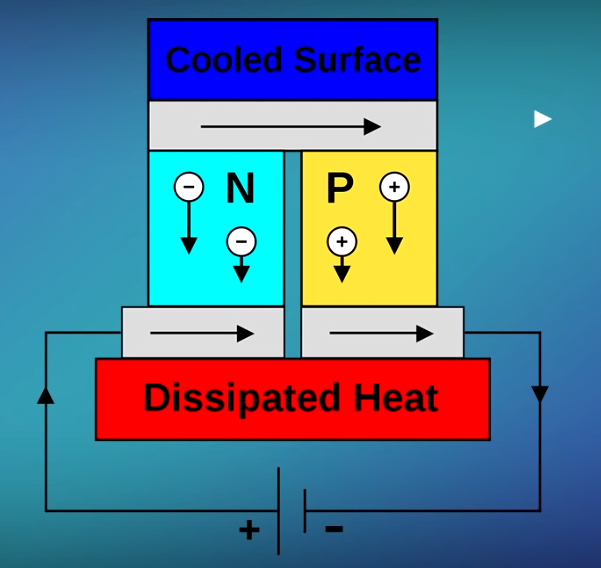 Cooled Surface
N P
− +
− +
Dissipated Heat
+ −